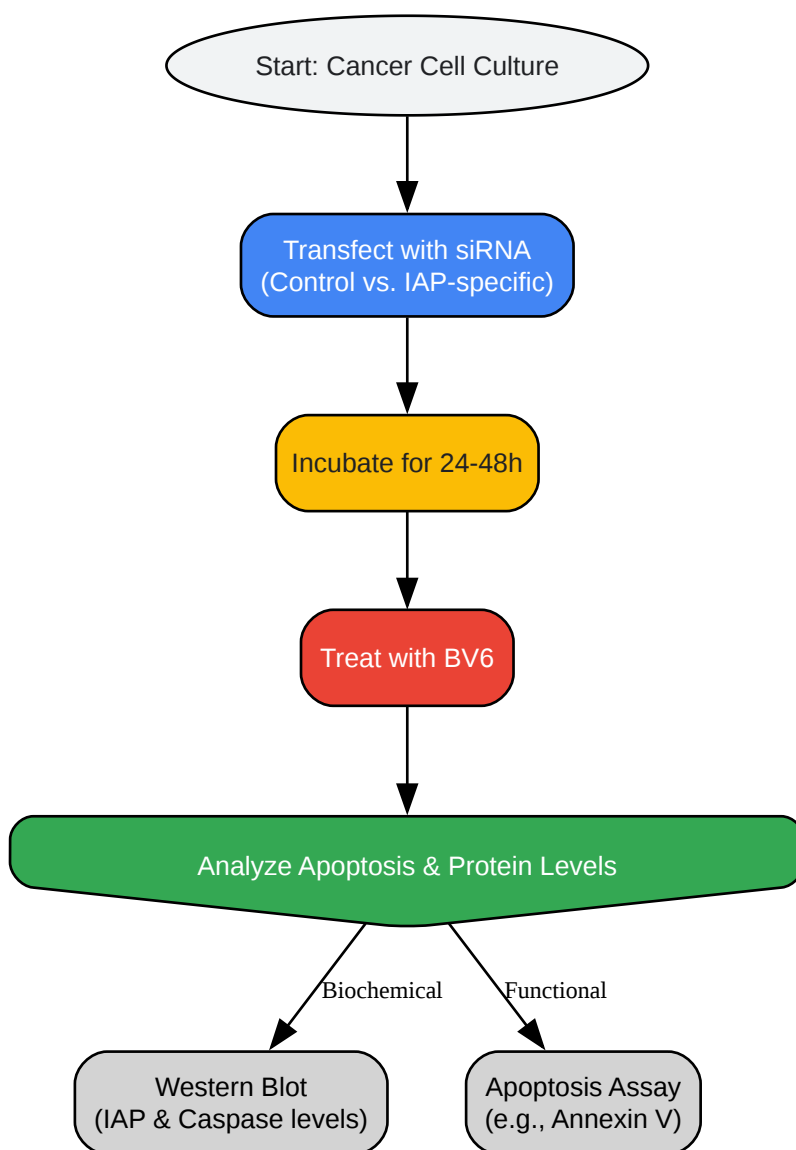 Start: Cancer Cell Culture
Transfect with siRNA
(Control vs. IAP-specific)
Incubate for 24-48h
Treat with BV6
Analyze Apoptosis & Protein Levels
Biochemical
Functional
Western Blot
(IAP & Caspase levels)
Apoptosis Assay
(e.g., Annexin V)